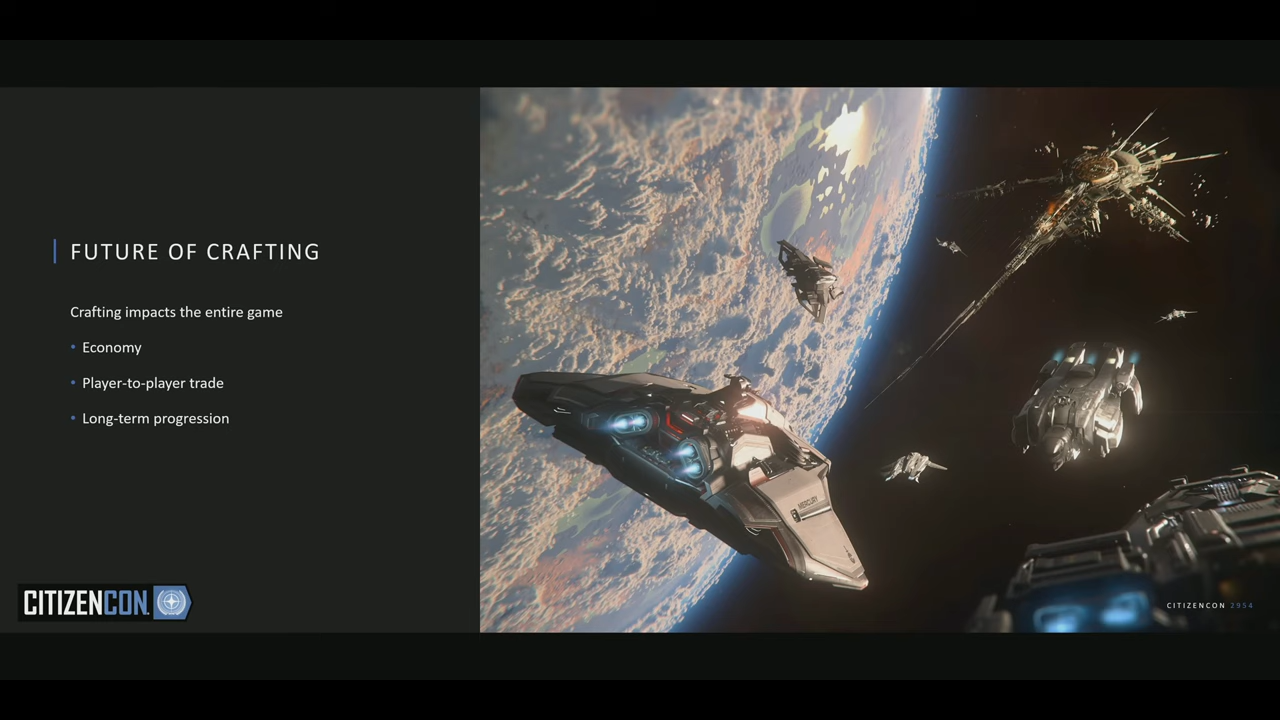 FUTURE OF CRAFTING
Crafting impacts the entire game
• Economy
• Player-to-player trade
• Long-term progression
MERCURY
CITIZENCON
CITIZENCON 2954